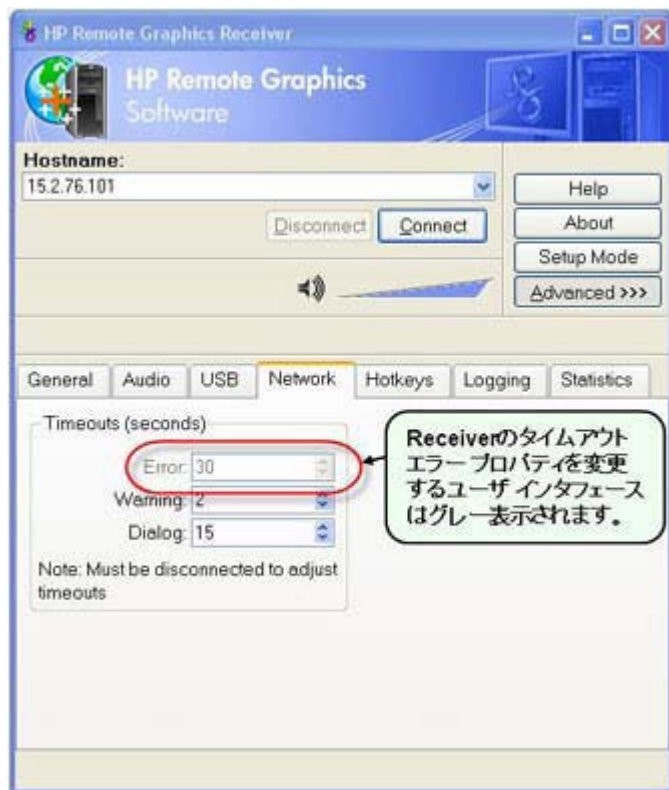 HP Remote Graphics Receiver
HP Remote Graphics
Software
Hostname:
15.2.76.101
Disconnect
Connect
Help
About
Setup Mode
Advanced >>>
General
Audio
USB
Network
Hotkeys
Logging
Statistics
Timeouts (seconds)
Error: 30
Warning: 2
Dialog: 15
Note: Must be disconnected to adjust
timeouts
Receiverのタイムアウト
エラー プロパティを変更
するユーザ インタフェース
はグレー表示されます。